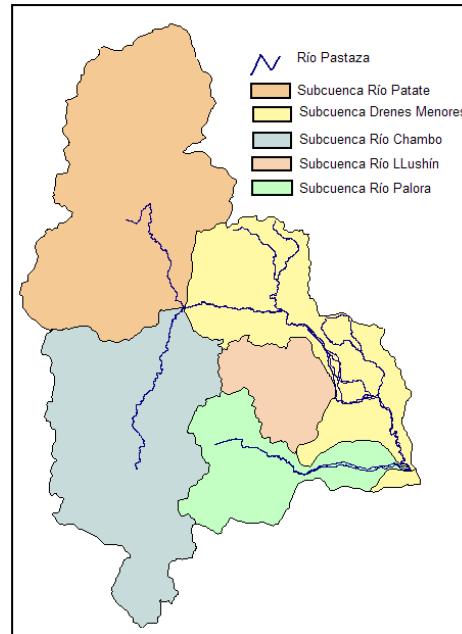 Río Pastaza
Subcuenca Río Patate
Subcuenca Drenes Menores
Subcuenca Río Chambo
Subcuenca Río LLushín
Subcuenca Río Palora